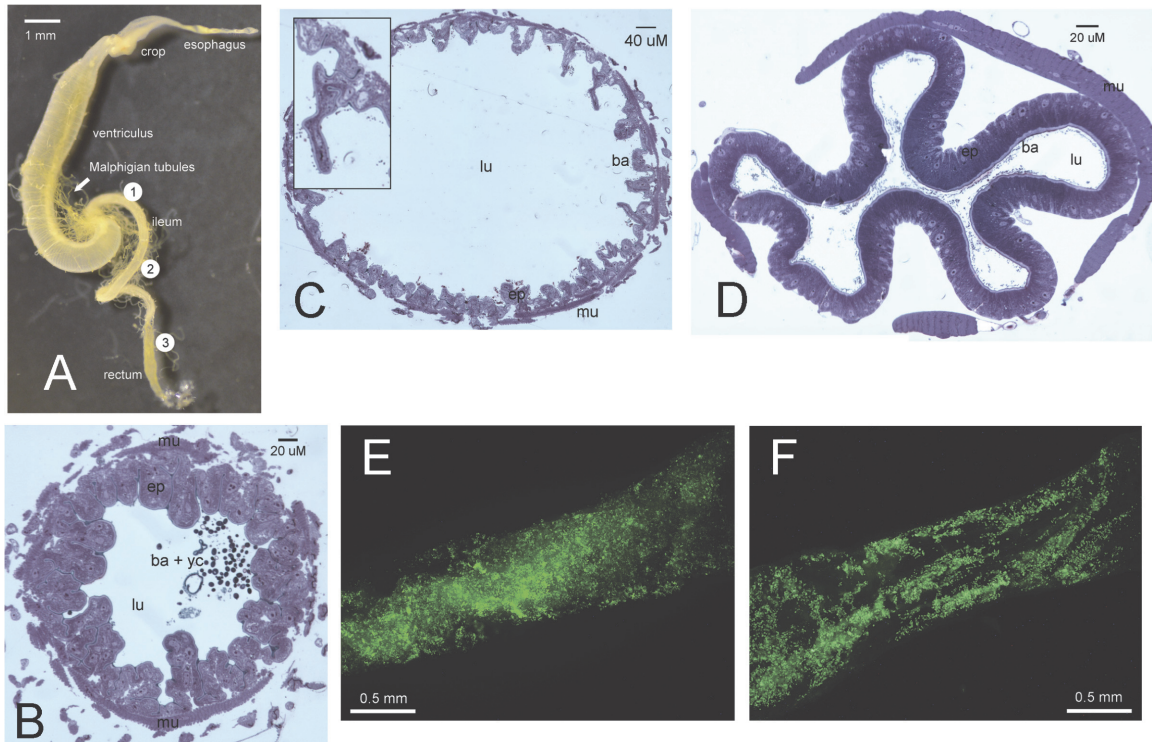 A
1 mm
esophagus
crop
ventriculus
Malphigian tubules
1
ileum
2
3
rectum
C
40 uM
lu
ba
ep
mu
D
20 uM
mu
ep
ba
lu
B
20 uM
mu
ep
ba + yc
lu
mu
E
0.5 mm
F
0.5 mm